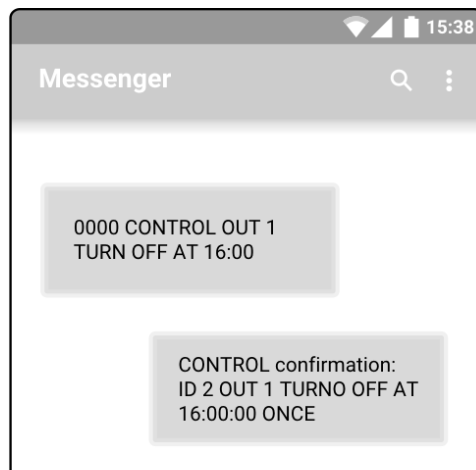 15:38
Messenger
0000 CONTROL OUT 1
TURN OFF AT 16:00
CONTROL confirmation:
ID 2 OUT 1 TURNO OFF AT
16:00:00 ONCE